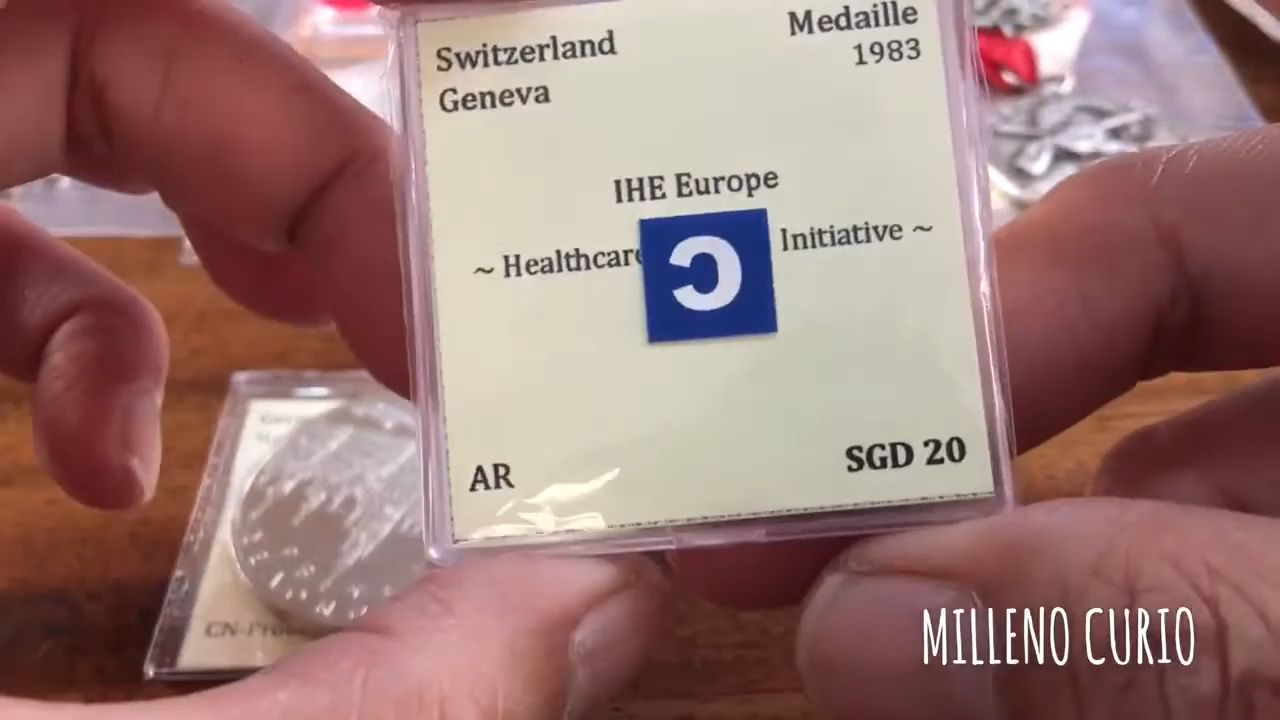 Switzerland
Geneva
Medaille
1983
IHE Europe
~ Healthcare Initiative ~
Ɔ
AR
SGD 20
MILLENO CURIO